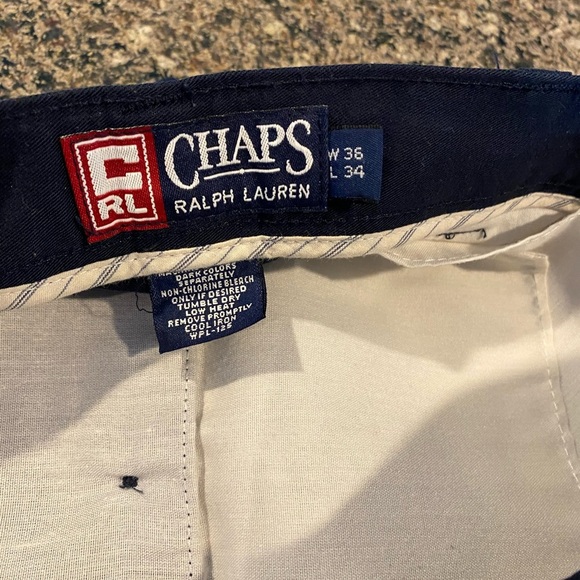 C
RL
CHAPS
RALPH LAUREN
W 36
L 34
DARK COLORS
SEPARATELY
NON-CHLORINE BLEACH
ONLY IF DESIRED
TUMBLE DRY
LOW HEAT
REMOVE PROMPTLY
COOL IRON
WPL-125